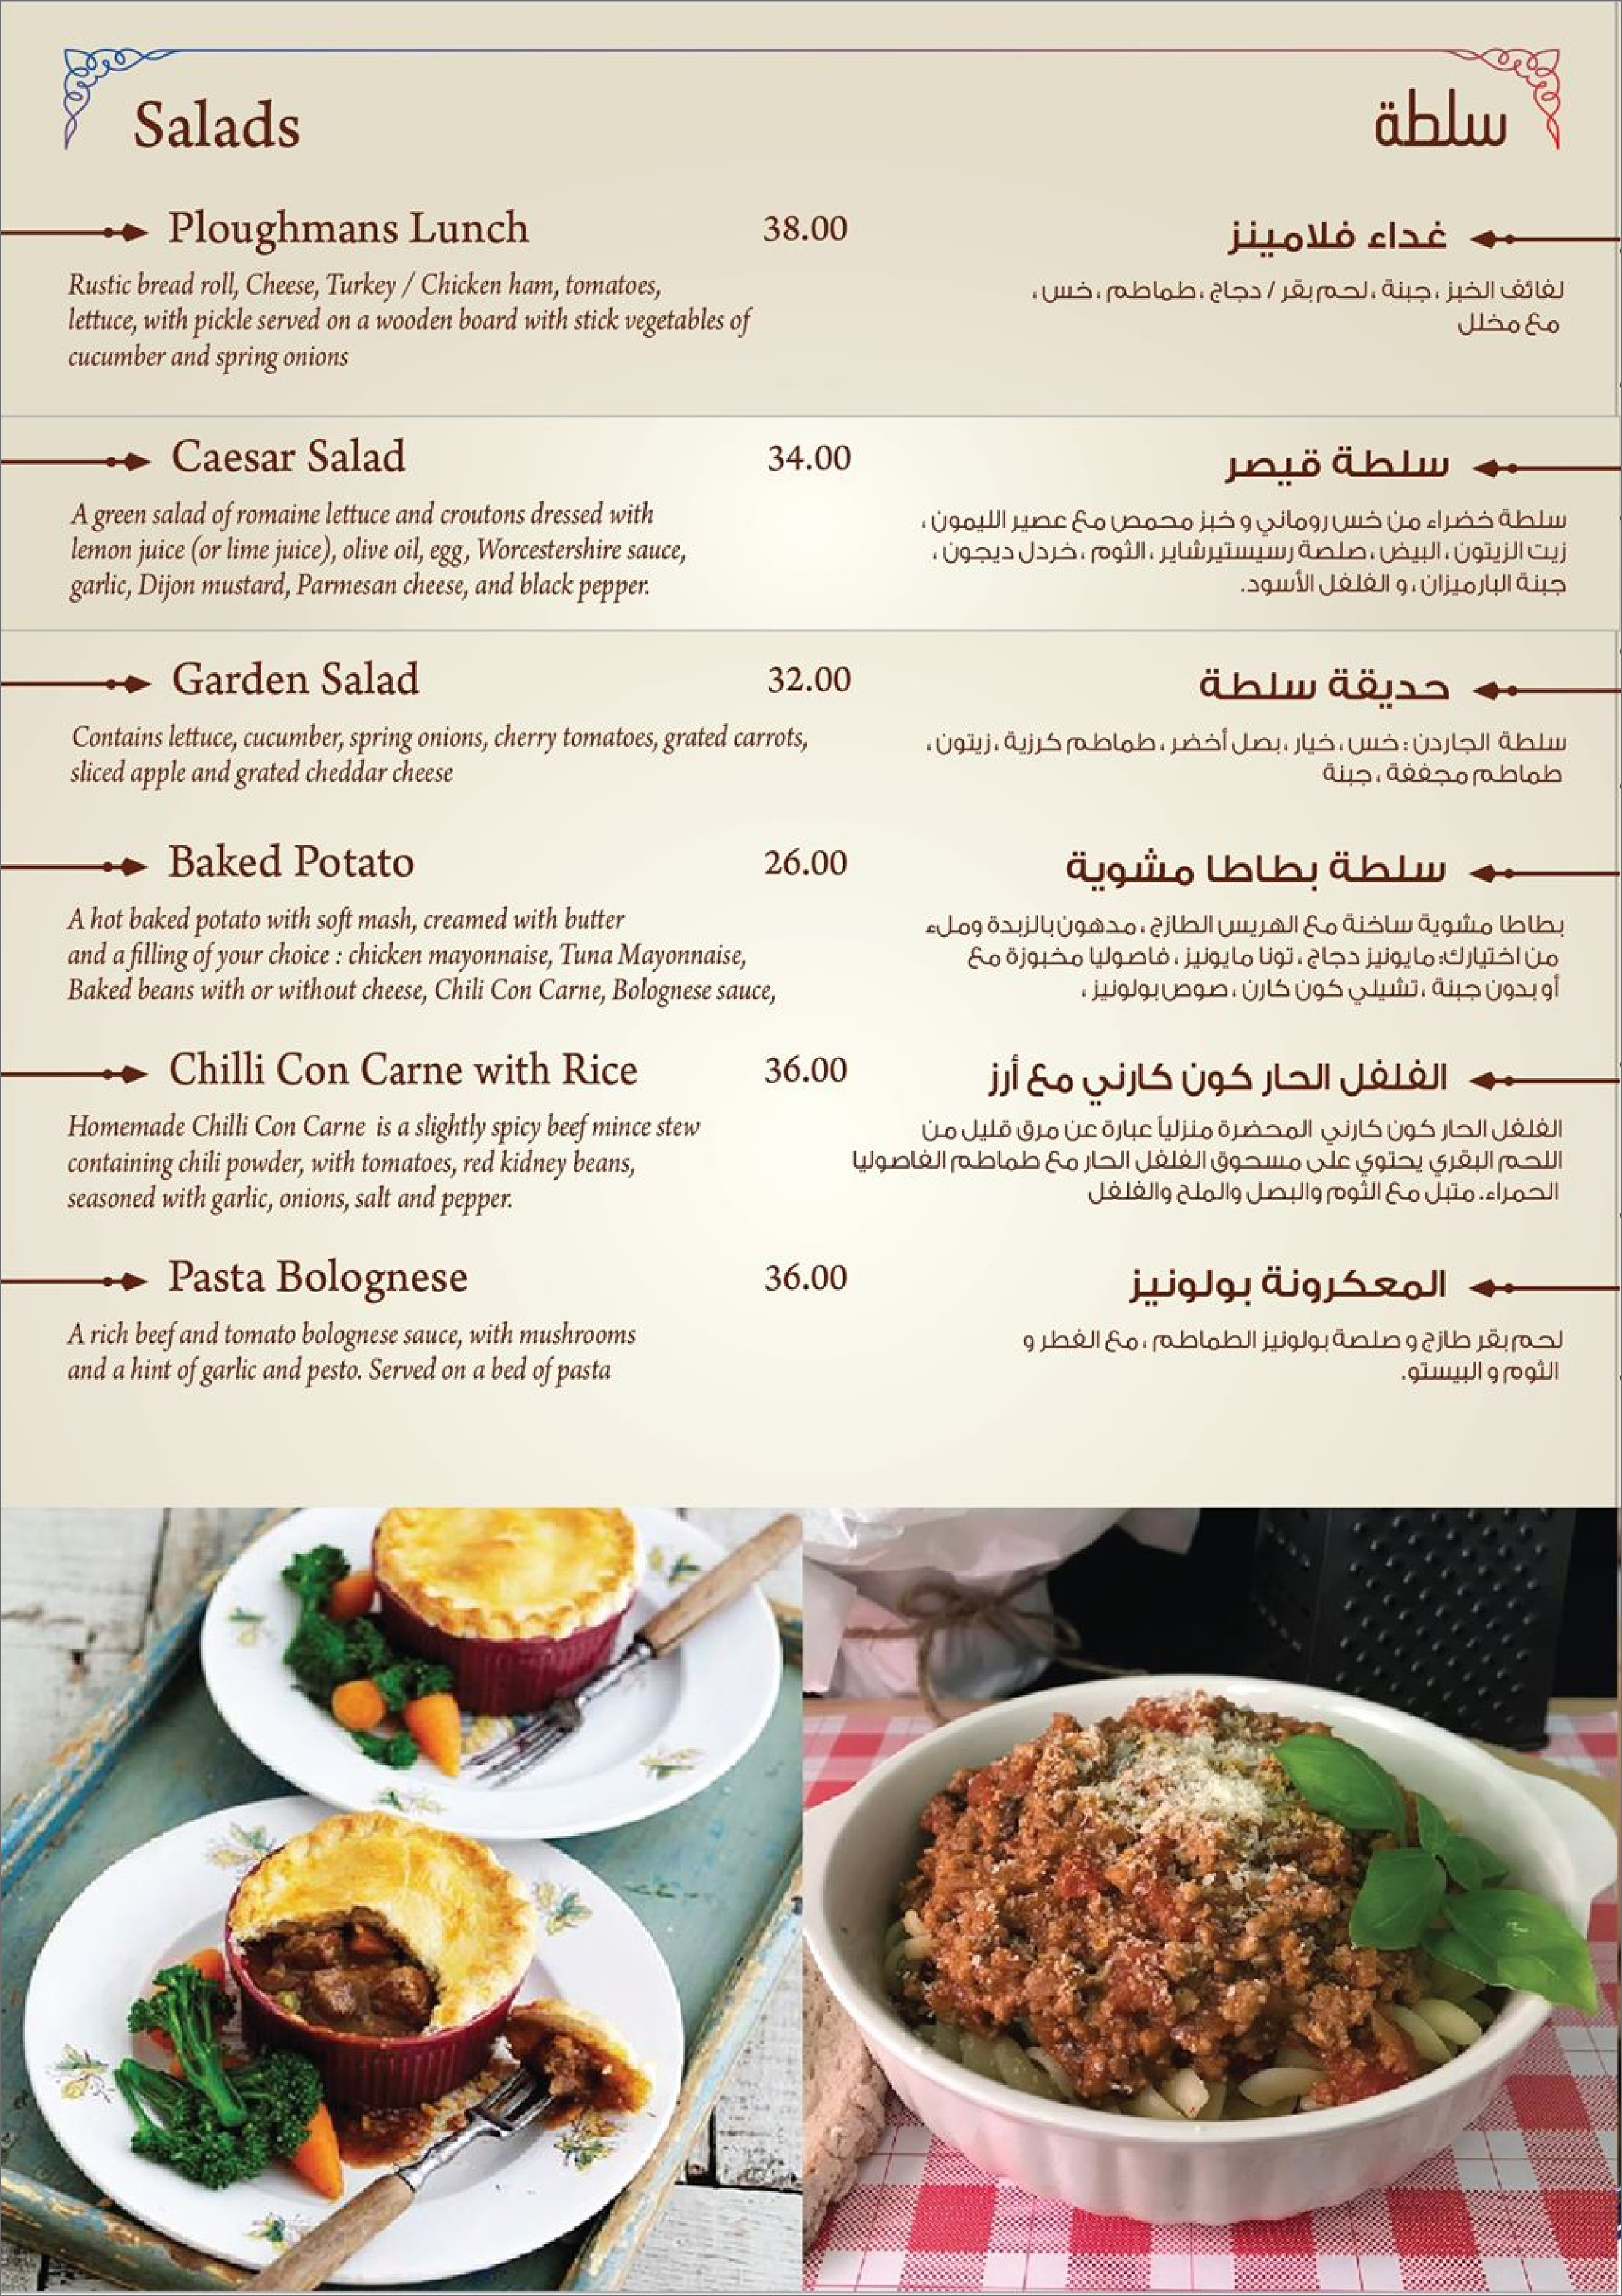 Salads
سلطة
Ploughmans Lunch 38.00
غداء فلامينز
Rustic bread roll, Cheese, Turkey / Chicken ham, tomatoes,
lettuce, with pickle served on a wooden board with stick vegetables of
cucumber and spring onions
لفائف الخبز ، جبنة ، لحم بقر / دجاج ، طماطم ، خس ،
مع مخلل
Caesar Salad 34.00
سلطة قيصر
A green salad of romaine lettuce and croutons dressed with
lemon juice (or lime juice), olive oil, egg, Worcestershire sauce,
garlic, Dijon mustard, Parmesan cheese, and black pepper.
سلطة خضراء من خس روماني و خبز محمص مع عصير الليمون ،
زيت الزيتون ، البيض ، صلصة رسيستيرشاير ، الثوم ، خردل ديجون ،
جبنة البارميزان ، و الفلفل الأسود.
Garden Salad 32.00
حديقة سلطة
Contains lettuce, cucumber, spring onions, cherry tomatoes, grated carrots,
sliced apple and grated cheddar cheese
سلطة الجاردن : خس ، خيار ، بصل أخضر ، طماطم كرزية ، زيتون ،
طماطم مجففة ، جبنة
Baked Potato 26.00
سلطة بطاطا مشوية
A hot baked potato with soft mash, creamed with butter
and a filling of your choice : chicken mayonnaise, Tuna Mayonnaise,
Baked beans with or without cheese, Chili Con Carne, Bolognese sauce,
بطاطا مشوية ساخنة مع الهريس الطازج ، مدهون بالزبدة وملء
من اختيارك: مايونيز دجاج ، تونا مايونيز ، فاصوليا مخبوزة مع
أو بدون جبنة ، تشيلي كون كارن ، صوص بولونيز ،
Chilli Con Carne with Rice 36.00
الفلفل الحار كون كارني مع أرز
Homemade Chilli Con Carne is a slightly spicy beef mince stew
containing chili powder, with tomatoes, red kidney beans,
seasoned with garlic, onions, salt and pepper.
الفلفل الحار كون كارني المحضرة منزلياً عبارة عن مرق قليل من
اللحم البقري يحتوي على مسحوق الفلفل الحار مع طماطم الفاصوليا
الحمراء. متبل مع الثوم والبصل والملح والفلفل
Pasta Bolognese 36.00
المعكرونة بولونيز
A rich beef and tomato bolognese sauce, with mushrooms
and a hint of garlic and pesto. Served on a bed of pasta
لحم بقر طازج و صلصة بولونيز الطماطم ، مع الفطر و
الثوم و البيستو.